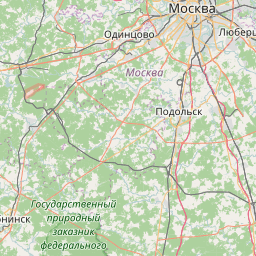 Москва
Одинцово
Люберц
Москва
Подольск
Государственный
природный
заказник
федерального
нинск